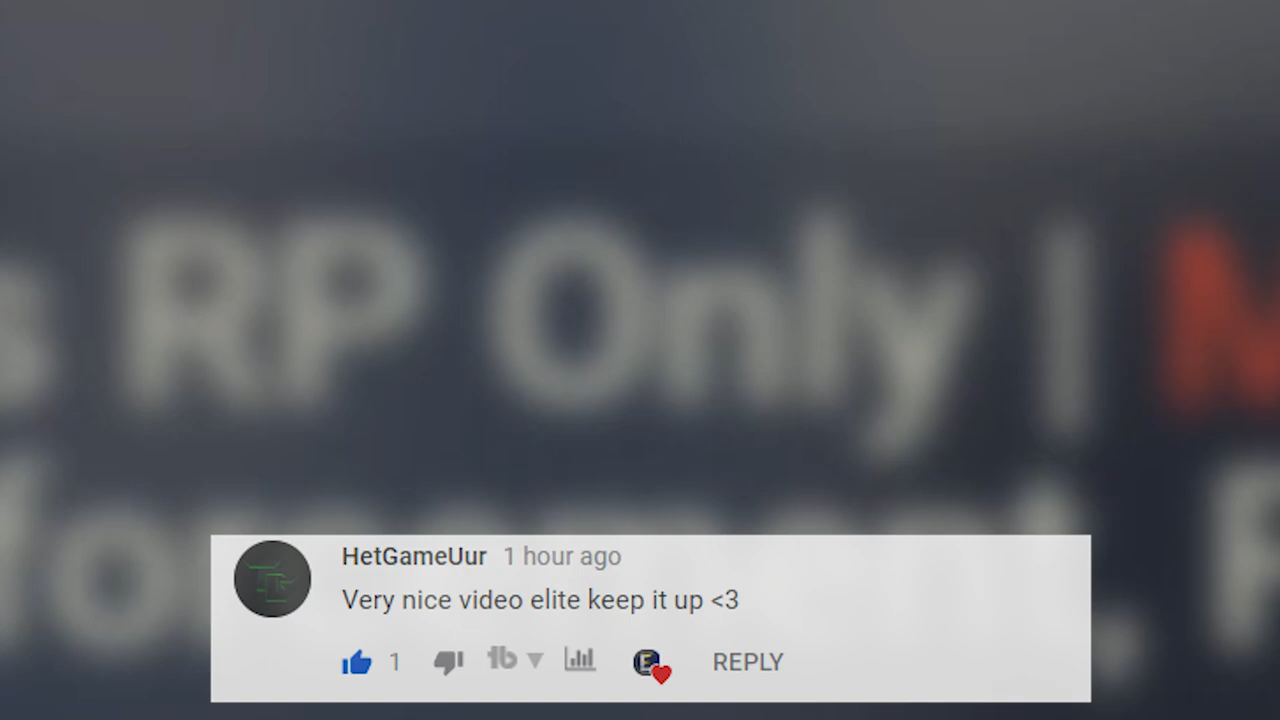 RP Only |
HetGameUur 1 hour ago
Very nice video elite keep it up <3
1 REPLY